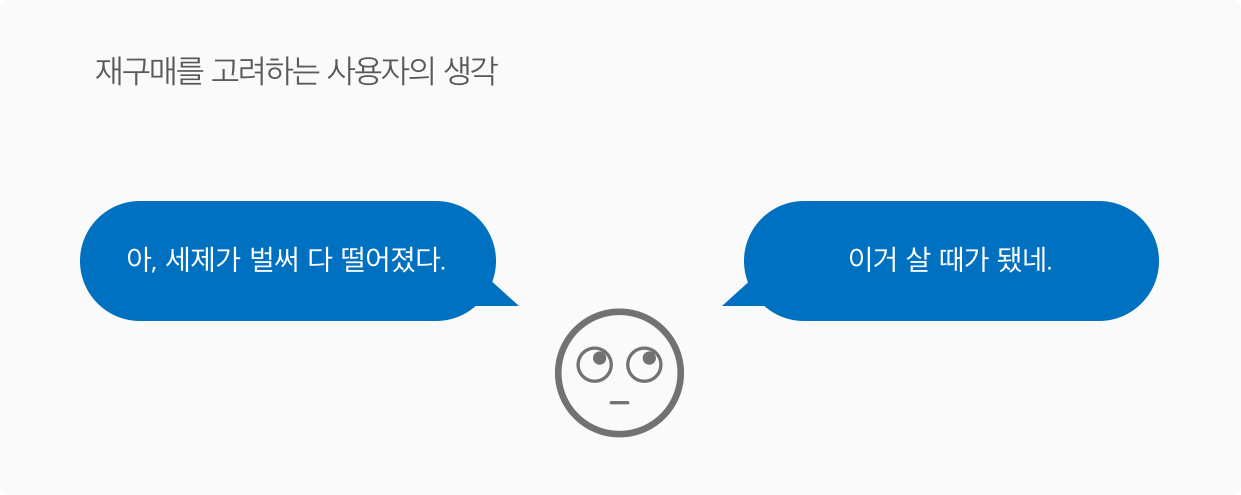 재구매를 고려하는 사용자의 생각
아, 세제가 벌써 다 떨어졌다.
이거 살 때가 됐네.